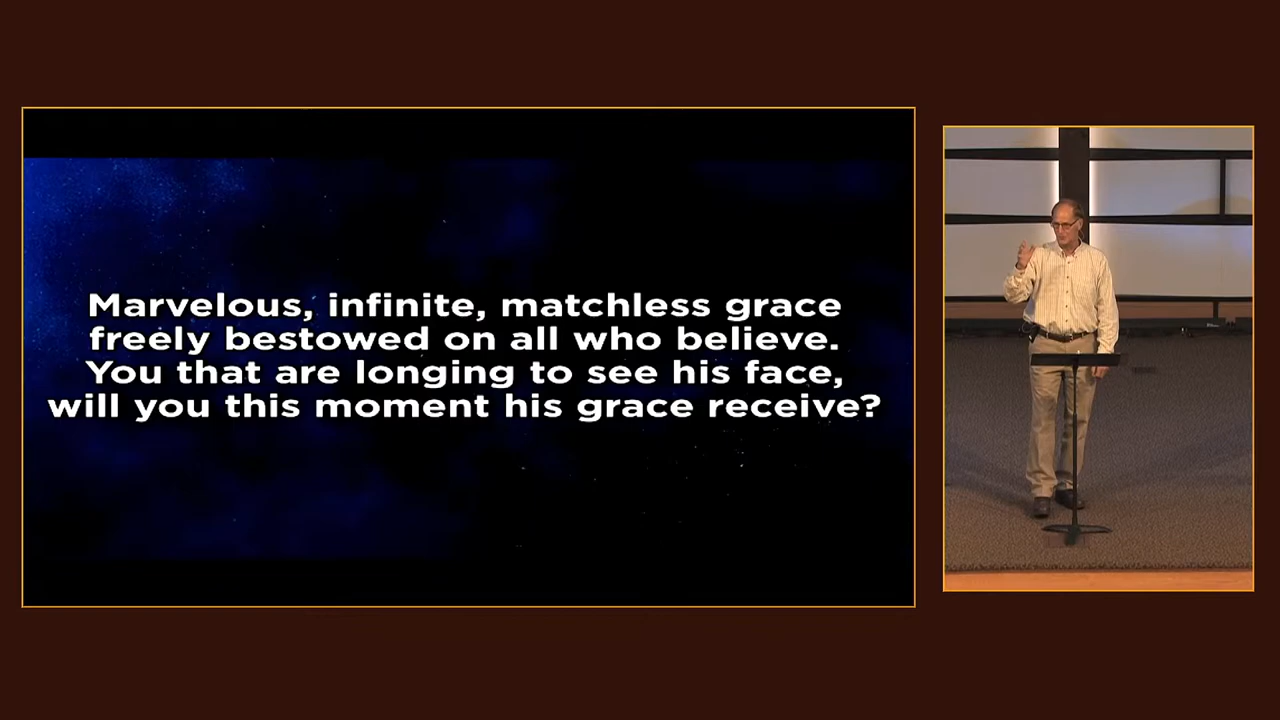 Marvelous, infinite, matchless grace
freely bestowed on all who believe.
You that are longing to see his face,
will you this moment his grace receive?